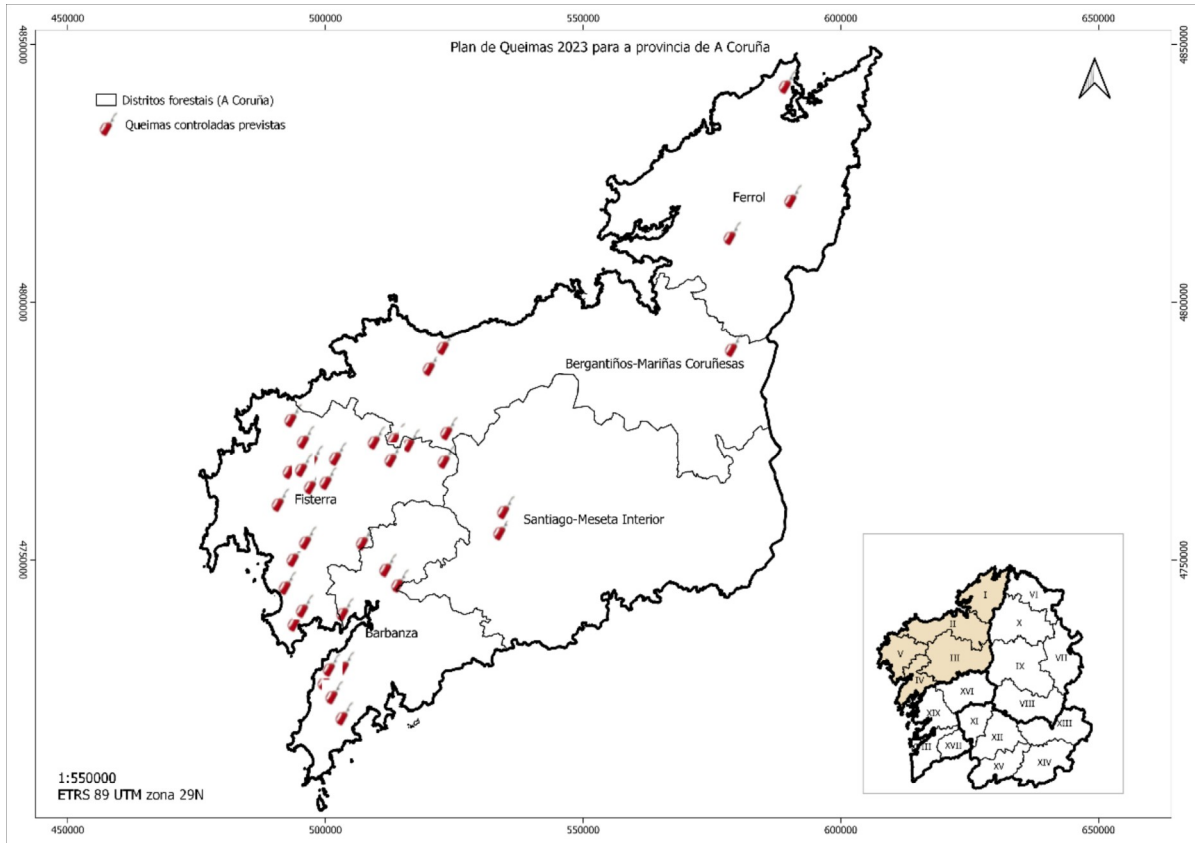 450000 500000 550000 600000 650000
4850000 4850000
Plan de Queimas 2023 para a provincia de A Coruña
Distritos forestais (A Coruña)
Queimas controladas previstas
Ferrol
4800000 4800000
Bergantiños-Mariñas Coruñesas
Fisterra
Santiago-Meseta Interior
4750000 4750000
Barbanza
I
VI
II
X
V
III
VII
IX
IV
XVI
VIII
XIX
XI
XIII
XII
III
XVII
XV
XIV
1:550000
ETRS 89 UTM zona 29N
450000 500000 550000 600000 650000